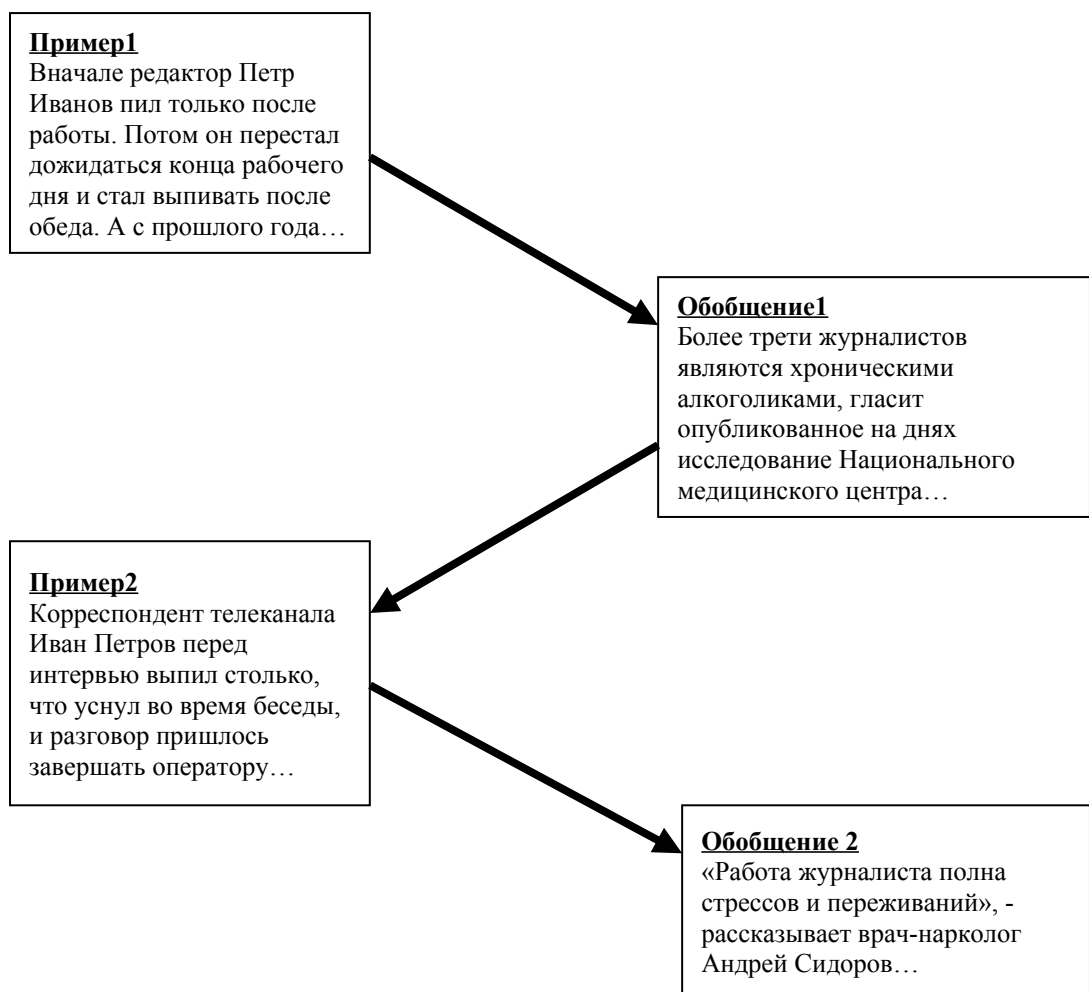 Пример1
Вначале редактор Петр
Иванов пил только после
работы. Потом он перестал
дожидаться конца рабочего
дня и стал выпивать после
обеда. А с прошлого года…
Обобщение1
Более трети журналистов
являются хроническими
алкоголиками, гласит
опубликованное на днях
исследование Национального
медицинского центра…
Пример2
Корреспондент телеканала
Иван Петров перед
интервью выпил столько,
что уснул во время беседы,
и разговор пришлось
завершать оператору…
Обобщение 2
«Работа журналиста полна
стрессов и переживаний», -
рассказывает врач-нарколог
Андрей Сидоров…